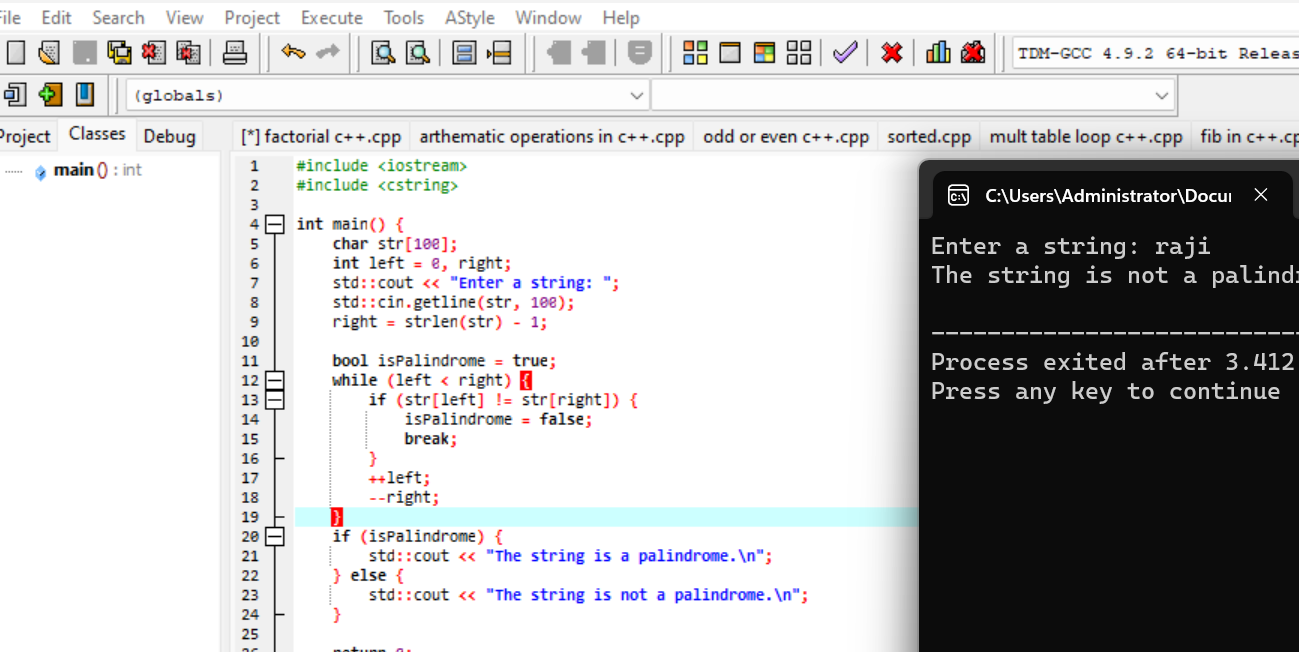 File Edit Search View Project Execute Tools AStyle Window Help
TDM-GCC 4.9.2 64-bit Releas
(globals)
Project Classes Debug
[*] factorial c++.cpp arthematic operations in c++.cpp odd or even c++.cpp sorted.cpp mult table loop c++.cpp fib in c++.cp
main () : int
1 #include <iostream>
2 #include <cstring>
3
4 int main() {
5 char str[100];
6 int left = 0, right;
7 std::cout << "Enter a string: ";
8 std::cin.getline(str, 100);
9 right = strlen(str) - 1;
10
11 bool isPalindrome = true;
12 while (left < right) {
13 if (str[left] != str[right]) {
14 isPalindrome = false;
15 break;
16 }
17 ++left;
18 --right;
19 }
20 if (isPalindrome) {
21 std::cout << "The string is a palindrome.\n";
22 } else {
23 std::cout << "The string is not a palindrome.\n";
24 }
25
26 return 0;
C:\Users\Administrator\Docu
Enter a string: raji
The string is not a palind
--------------------------
Process exited after 3.412
Press any key to continue